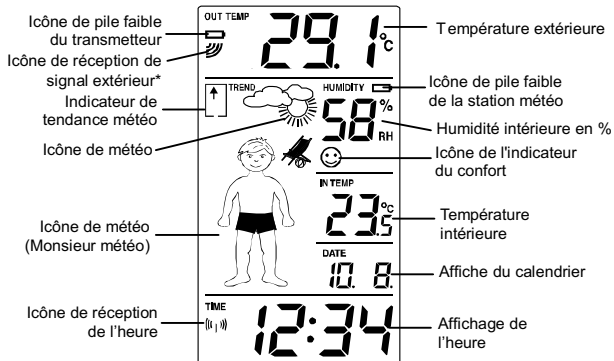 Icône de pile faible
du transmetteur
Icône de réception de
signal extérieur*
Indicateur de
tendance météo
Icône de météo
Icône de météo
(Monsieur météo)
Icône de réception
de l'heure
OUT TEMP
29.1°C
TREND
HUMIDITY
58%
RH
IN TEMP
23.5°C
DATE
10. 8.
TIME
12:34
Température extérieure
Icône de pile faible
de la station météo
Humidité intérieure en %
Icône de l'indicateur
du confort
Température
intérieure
Affiche du calendrier
Affichage de
l'heure